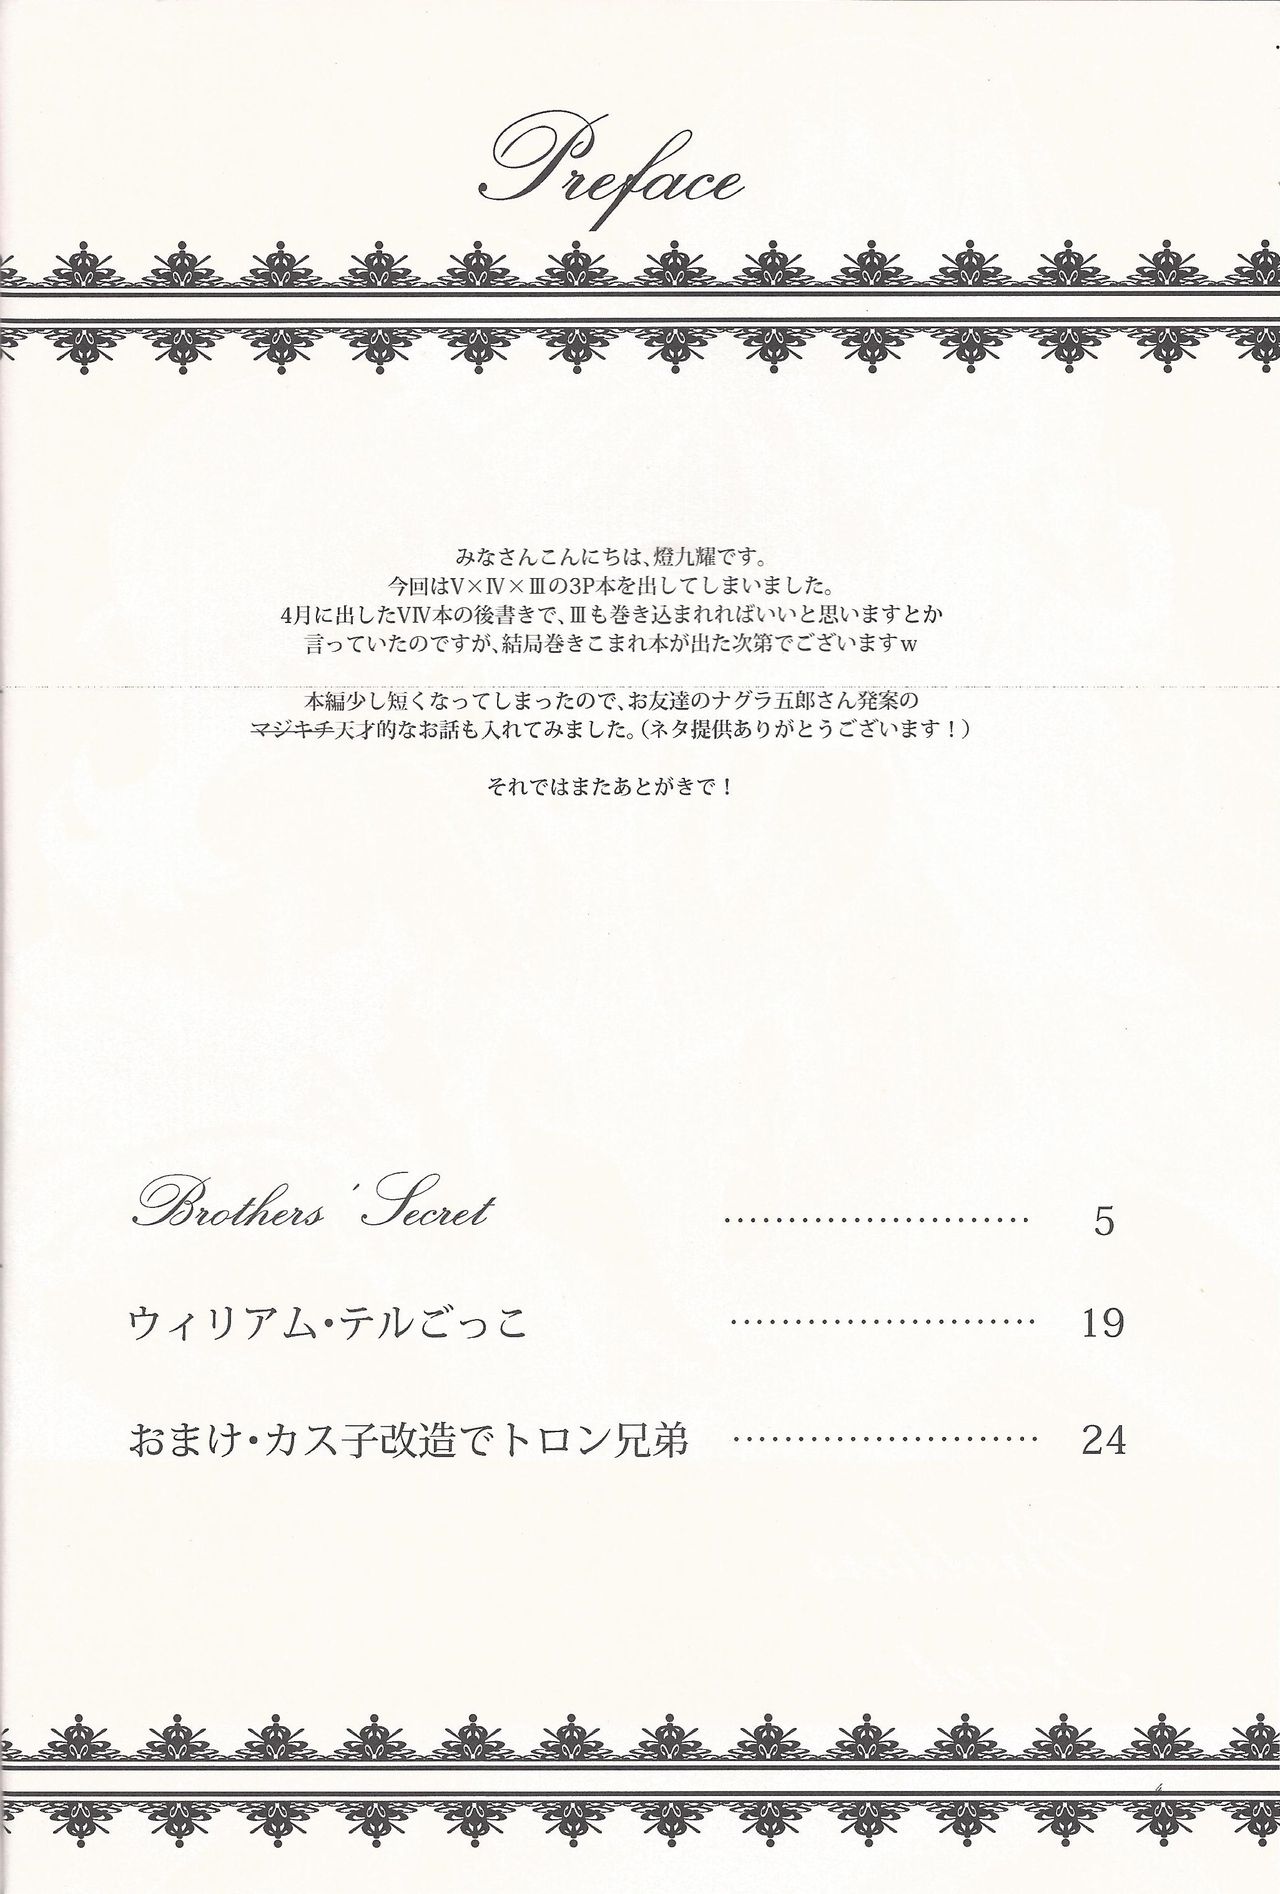 Preface
みなさんこんにちは、燈九耀です。
今回はⅤ×Ⅳ×Ⅲの3P本を出してしまいました。
4月に出したⅤⅣ本の後書きで、Ⅲも巻き込まれればいいと思いますとか
言っていたのですが、結局巻きこまれ本が出た次第でございますｗ
本編少し短くなってしまったので、お友達のナグラ五郎さん発案の
マジキチ天才的なお話も入れてみました。（ネタ提供ありがとうございます！）
それではまたあとがきで！
Brothers' Secret ........................ 5
ウィリアム・テルごっこ ........................ 19
おまけ・カス子改造でトロン兄弟 ........................ 24